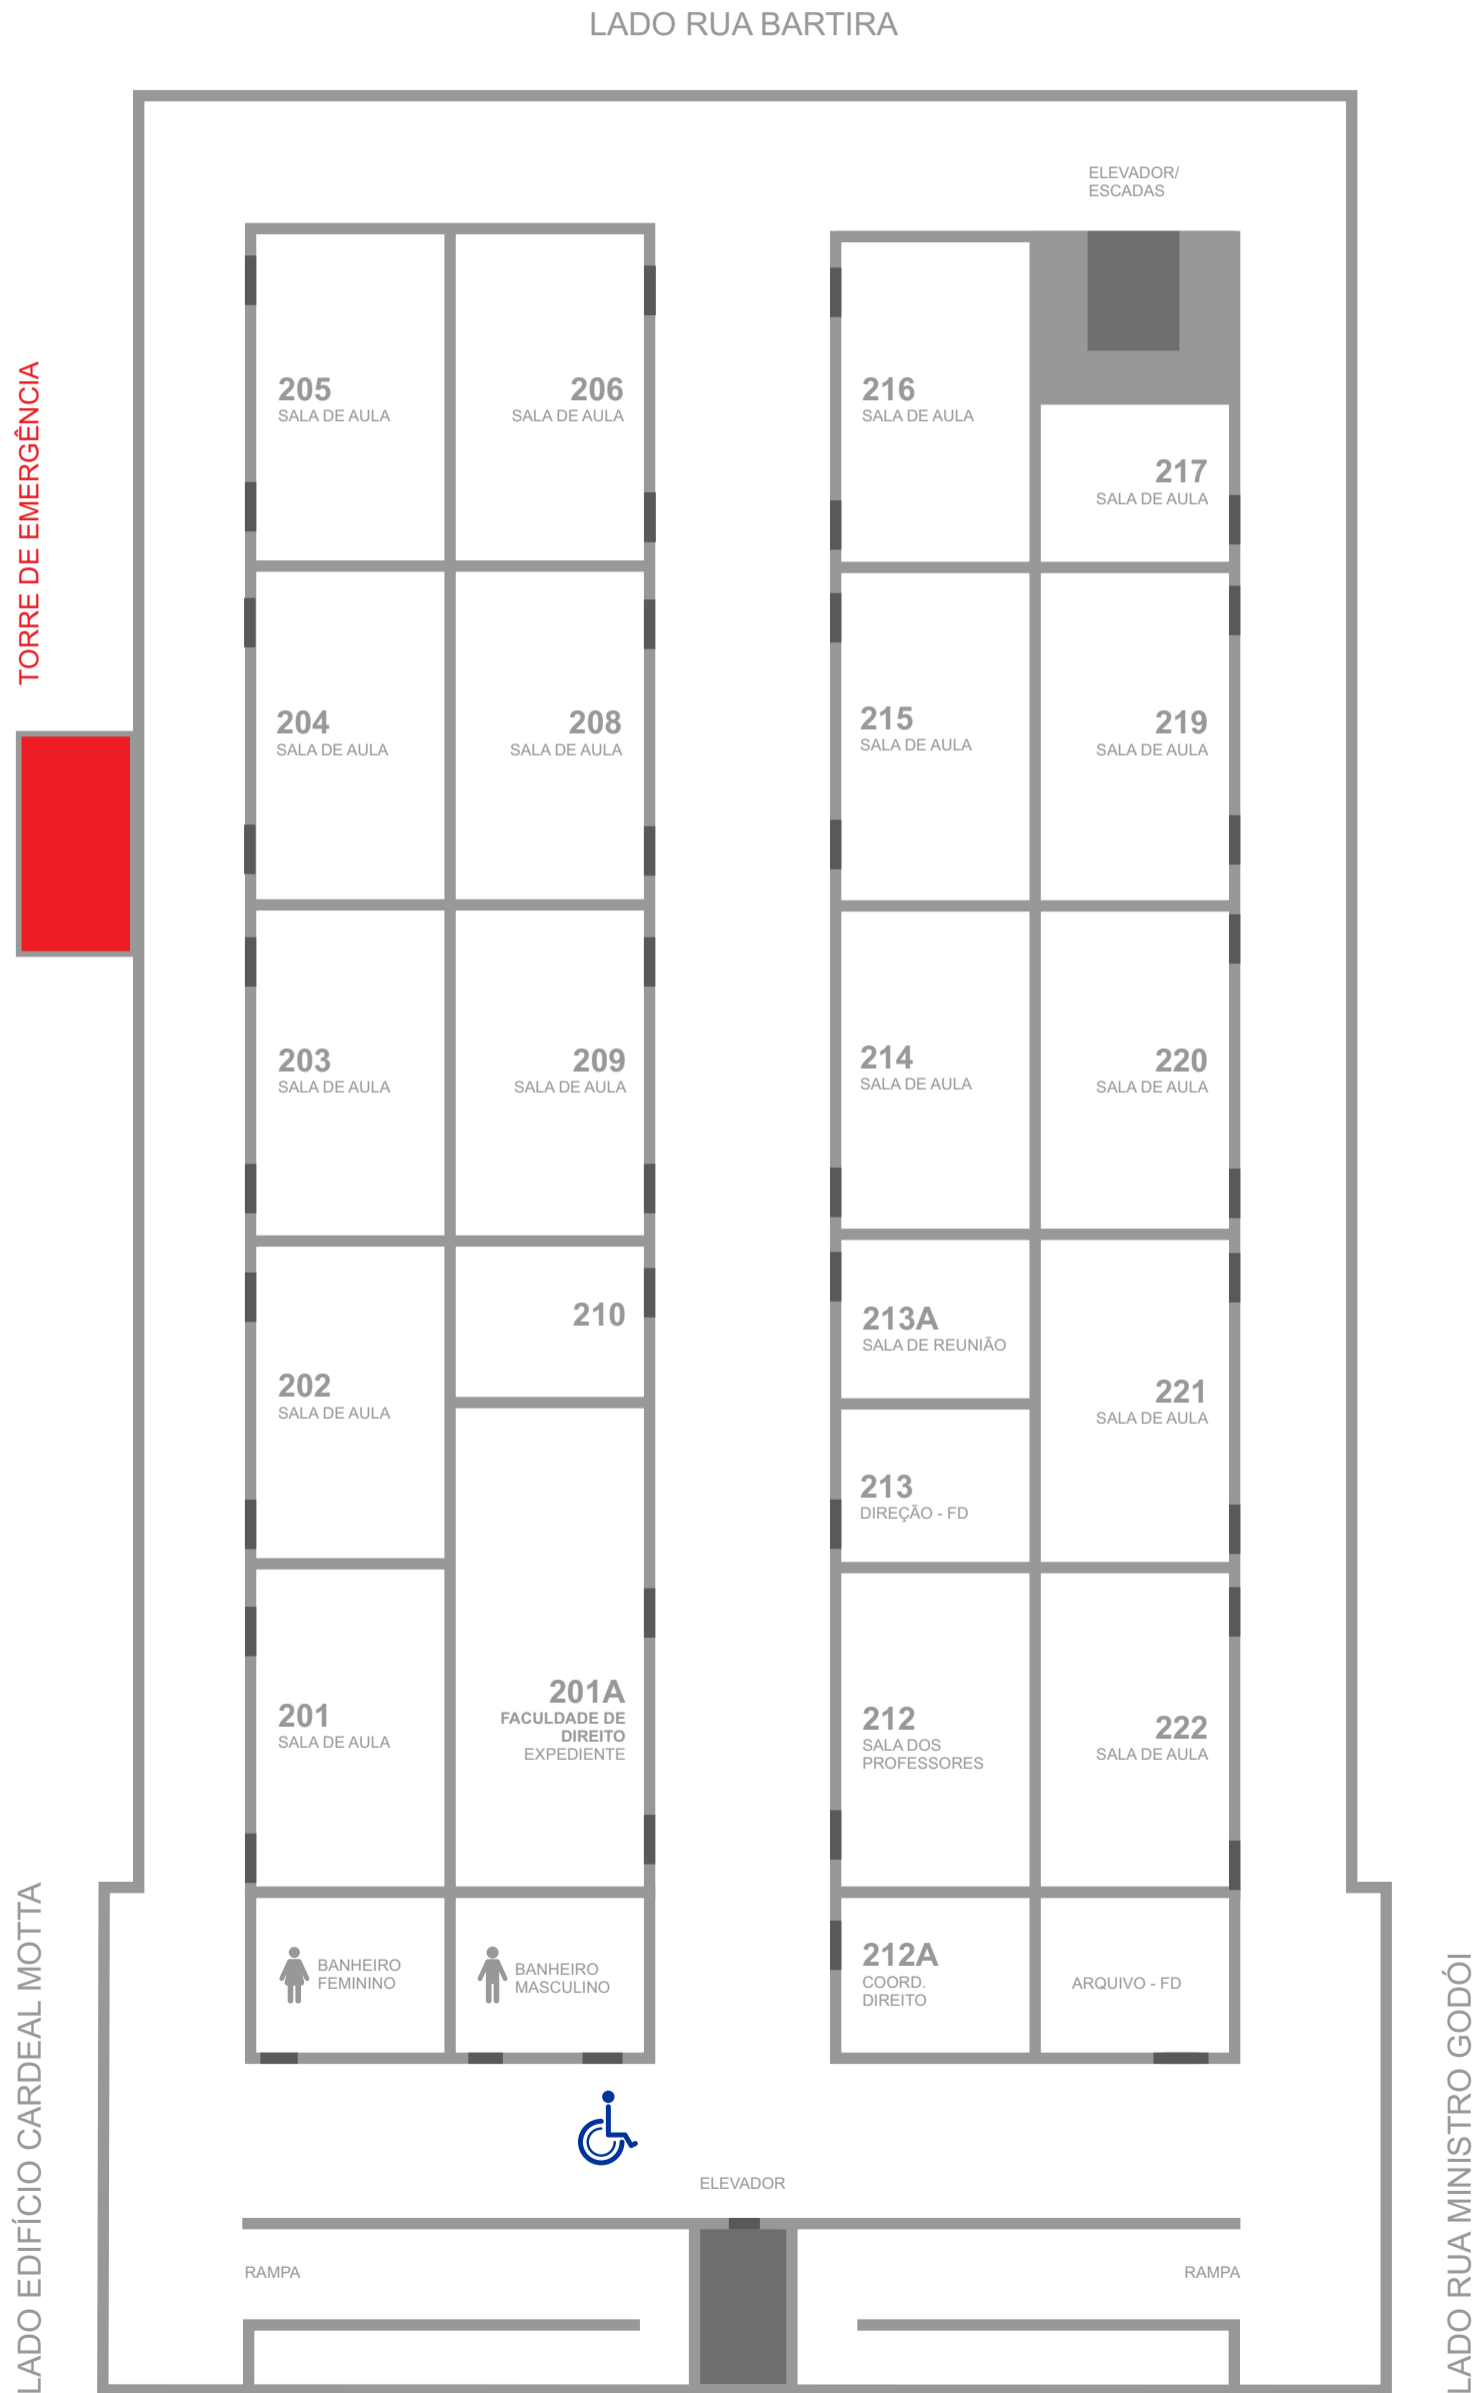 LADO RUA BARTIRA
ELEVADOR/
ESCADAS
TORRE DE EMERGÊNCIA
205
SALA DE AULA
206
SALA DE AULA
216
SALA DE AULA
217
SALA DE AULA
204
SALA DE AULA
208
SALA DE AULA
215
SALA DE AULA
219
SALA DE AULA
203
SALA DE AULA
209
SALA DE AULA
214
SALA DE AULA
220
SALA DE AULA
210
213A
SALA DE REUNIÃO
202
SALA DE AULA
221
SALA DE AULA
213
DIREÇÃO - FD
201
SALA DE AULA
201A
FACULDADE DE
DIREITO
EXPEDIENTE
212
SALA DOS
PROFESSORES
222
SALA DE AULA
BANHEIRO
FEMININO
BANHEIRO
MASCULINO
212A
COORD.
DIREITO
ARQUIVO - FD
LADO EDIFÍCIO CARDEAL MOTTA
LADO RUA MINISTRO GODÓI
ELEVADOR
RAMPA
RAMPA